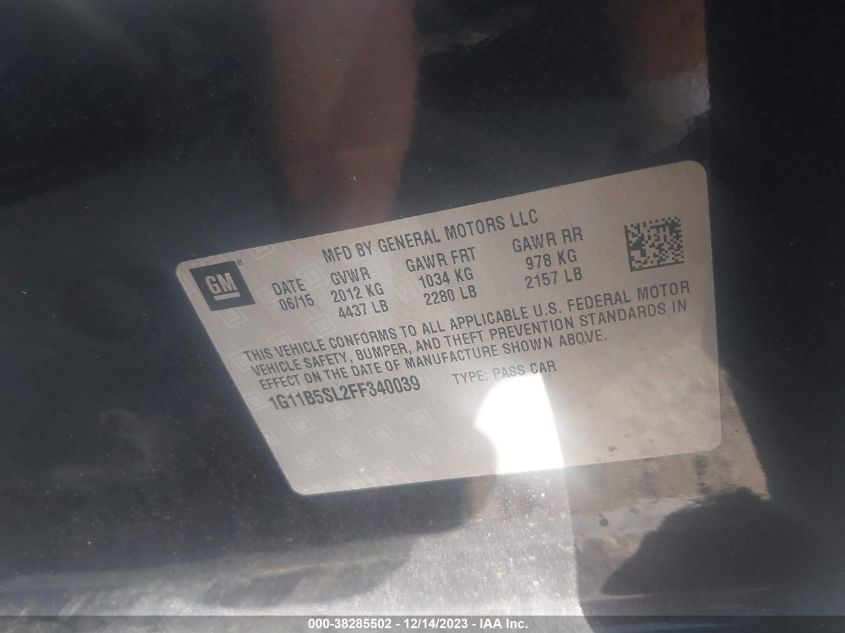 MFD BY GENERAL MOTORS LLC
GM®
DATE GVWR GAWR FRT GAWR RR
06/15 2012 KG 1034 KG 978 KG
4437 LB 2280 LB 2157 LB
THIS VEHICLE CONFORMS TO ALL APPLICABLE U.S. FEDERAL MOTOR
VEHICLE SAFETY, BUMPER, AND THEFT PREVENTION STANDARDS IN
EFFECT ON THE DATE OF MANUFACTURE SHOWN ABOVE.
1G11B5SL2FF340039 TYPE: PASS CAR
000-38285502 - 12/14/2023 - IAA Inc.